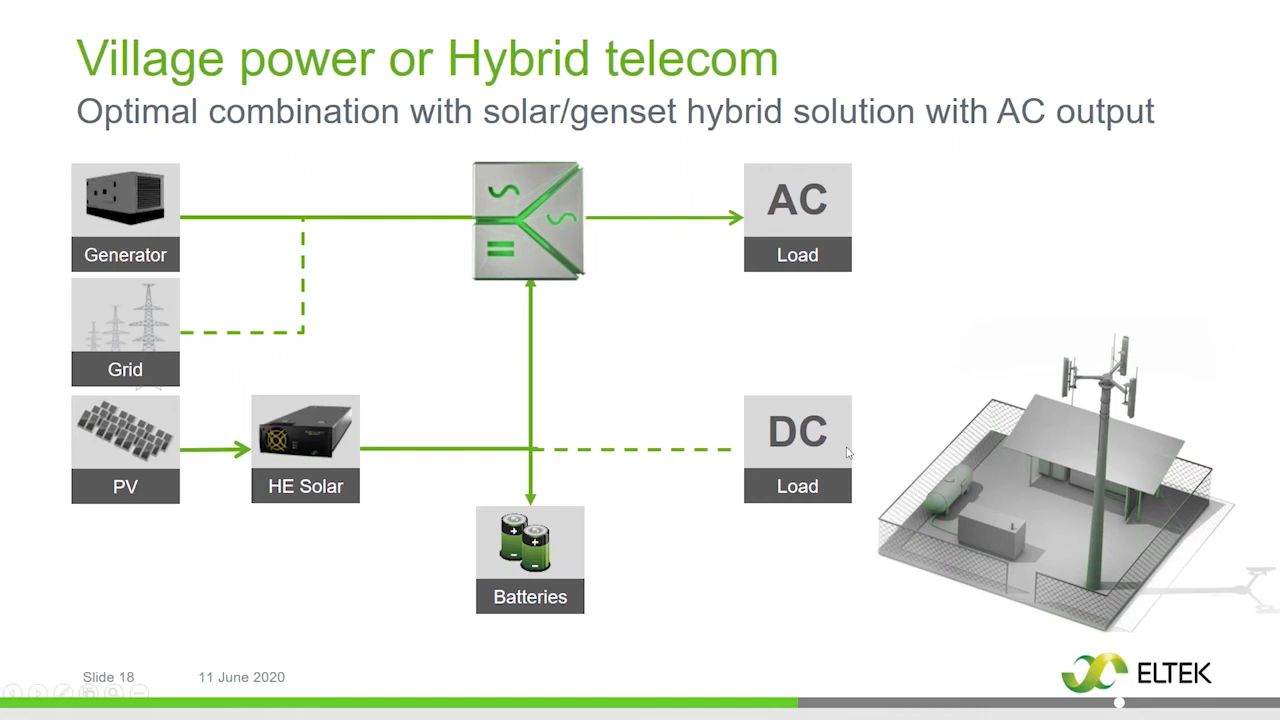 Village power or Hybrid telecom
Optimal combination with solar/genset hybrid solution with AC output
Generator
AC
Load
Grid
PV
HE Solar
DC
Load
Batteries
Slide 18
11 June 2020
ELTEK